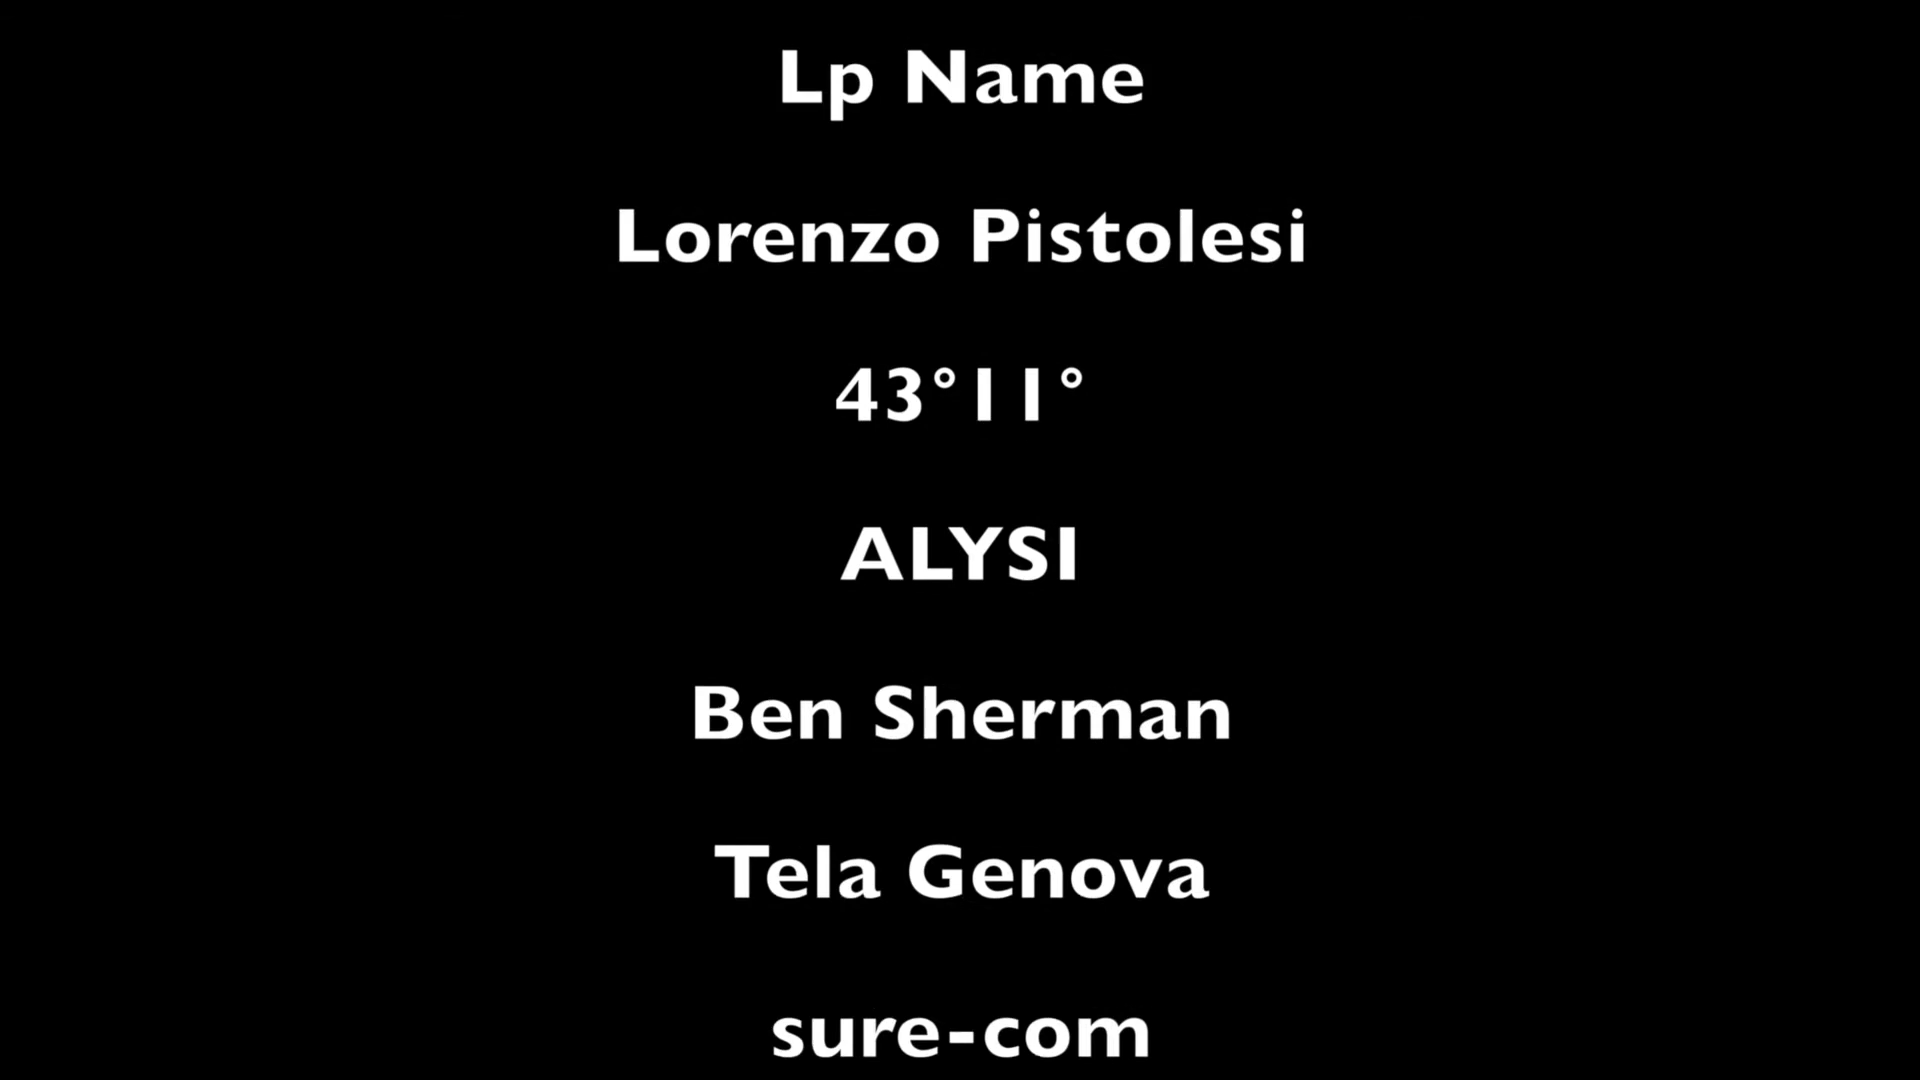 Lp Name
Lorenzo Pistolesi
43°11°
ALYSI
Ben Sherman
Tela Genova
sure-com